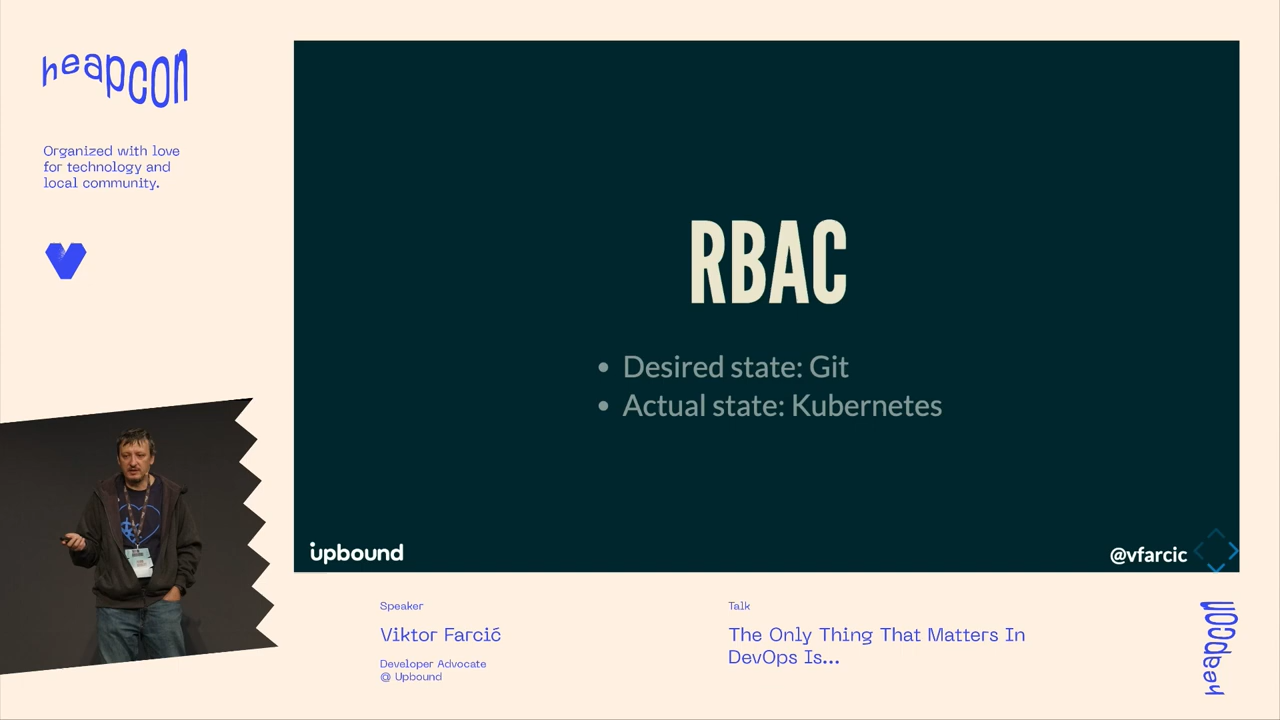 heapcon
Organized with love
for technology and
local community.
RBAC
• Desired state: Git
• Actual state: Kubernetes
upbound
@vfarcic
Speaker
Viktor Farcić
Developer Advocate
@ Upbound
Talk
The Only Thing That Matters In
DevOps Is...
heapcon